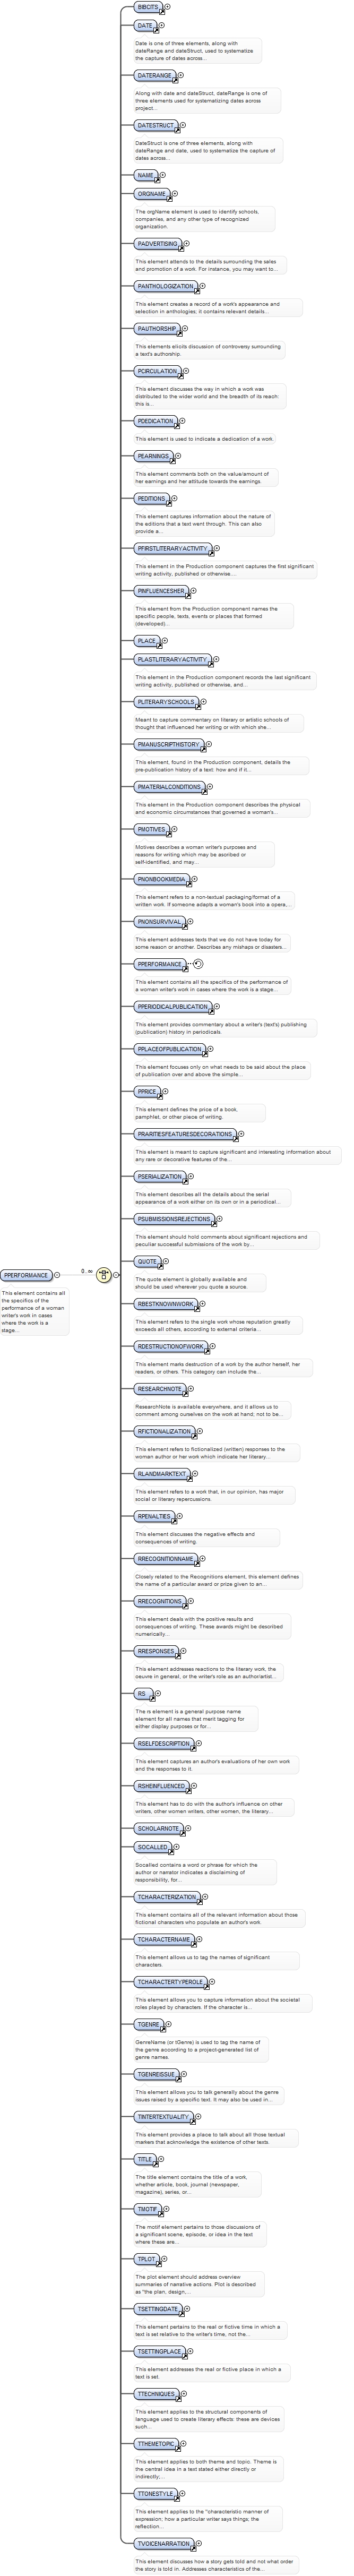 BIBCITS
DATE
Date is one of three elements, along with
dateRange and dateStruct, used to systematize
the capture of dates across...
DATERANGE
Along with date and dateStruct, dateRange is one of
three elements used for systematizing dates across
project...
DATESTRUCT
DateStruct is one of three elements, along with
dateRange and date, used to systematize the capture of
dates across...
NAME
ORGNAME
The orgName element is used to identify schools,
companies, and any other type of recognized
organization.
PADVERTISING
This element attends to the details surrounding the sales
and promotion of a work. For instance, you may want to...
PANTHOLOGIZATION
This element creates a record of a work's appearance and
selection in anthologies; it contains relevant details...
PAUTHORSHIP
This elements elicits discussion of controversy surrounding
a text's authorship.
PCIRCULATION
This element discusses the way in which a work was
distributed to the wider world and the breadth of its reach:
this is...
PDEDICATION
This element is used to indicate a dedication of a work.
PEARNINGS
This element comments both on the value/amount of
her earnings and her attitude towards the earnings.
PEDITIONS
This element captures information about the nature of
the editions that a text went through. This can also
provide a...
PFIRSTLITERARYACTIVITY
This element in the Production component captures the first significant
writing activity, published or otherwise....
PINFLUENCESHER
This element from the Production component names the
specific people, texts, events or places that formed
(developed)...
PLACE
PLASTLITERARYACTIVITY
This element in the Production component records the last significant
writing activity, published or otherwise, and...
PLITERARYSCHOOLS
Meant to capture commentary on literary or artistic schools of
thought that influenced her writing or with which she...
PMANUSCRIPTHISTORY
This element, found in the Production component, details the
pre-publication history of a text: how and if it...
PMATERIALCONDITIONS
This element in the Production component describes the physical
and economic circumstances that governed a woman's...
PMOTIVES
Motives describes a woman writer's purposes and
reasons for writing which may be ascribed or
self-identified, and may...
PNONBOOKMEDIA
This element refers to a non-textual packaging/format of a
written work. If someone adapts a woman's book into a opera,...
PNONSURVIVAL
This element addresses texts that we do not have today for
some reason or another. Describes any mishaps or disasters...
PPERFORMANCE
This element contains all the specifics of the performance of
a woman writer's work in cases where the work is a stage...
PPERIODICALPUBLICATION
This element provides commentary about a writer's (text's) publishing
(publication) history in periodicals.
PPLACEOFPUBLICATION
This element focuses only on what needs to be said about the place
of publication over and above the simple...
PPRICE
This element defines the price of a book,
pamphlet, or other piece of writing.
PRARITIESFEATURESDECORATIONS
This element is meant to capture significant and interesting information about
any rare or decorative features of the...
PSERIALIZATION
This element describes all the details about the serial
appearance of a work either on its own or in a periodical...
PSUBMISSIONSREJECTIONS
This element should hold comments about significant rejections and
peculiar successful submissions of the work by...
QUOTE
The quote element is globally available and
should be used wherever you quote a source.
PPERFORMANCE
0..∞
This element contains all
the specifics of the
performance of a woman
writer's work in cases
where the work is a
stage...
RBESTKNOWNWORK
This element refers to the single work whose reputation greatly
exceeds all others, according to external criteria...
RDESTRUCTIONOFWORK
This element marks destruction of a work by the author herself, her
readers, or others. This category can include the...
RESEARCHNOTE
ResearchNote is available everywhere, and it allows us to
comment among ourselves on the work at hand; not to be...
RFICTIONALIZATION
This element refers to fictionalized (written) responses to the
woman author or her work which indicate her literary...
RLANDMARKTEXT
This element refers to a work that, in our opinion, has major
social or literary repercussions.
RPENALTIES
This element discusses the negative effects and
consequences of writing.
RRECOGNITIONNAME
Closely related to the Recognitions element, this element defines
the name of a particular award or prize given to an...
RRECOGNITIONS
This element deals with the positive results and
consequences of writing. These awards might be described
numerically...
RRESPONSES
This element addresses reactions to the literary work, the
oeuvre in general, or the writer's role as an author/artist...
RS
The rs element is a general purpose name
element for all names that merit tagging for
either display purposes or for...
RSELFDESCRIPTION
This element captures an author's evaluations of her own work
and the responses to it.
RSHEINFLUENCED
This element has to do with the author's influence on other
writers, other women writers, other women, the literary...
SCHOLARNOTE
SOCALLED
Socalled contains a word or phrase for which the
author or narrator indicates a disclaiming of
responsibility, for...
TCHARACTERIZATION
This element contains all of the relevant information about those
fictional characters who populate an author's work.
TCHARACTERNAME
This element allows us to tag the names of significant
characters.
TCHARACTERTYPEROLE
This element allows you to capture information about the societal
roles played by characters. If the character is...
TGENRE
GenreName (or tGenre) is used to tag the name of
the genre according to a project-generated list of
genre names.
TGENREISSUE
This element allows you to talk generally about the genre
issues raised by a specific text. It may also be used in...
TINTERTEXTUALITY
This element provides a place to talk about all those textual
markers that acknowledge the existence of other texts.
TITLE
The title element contains the title of a work,
whether article, book, journal (newspaper,
magazine), series, or...
TMOTIF
The motif element pertains to those discussions of
a significant scene, episode, or idea in the text
where these are...
TPLOT
The plot element should address overview
summaries of narrative actions. Plot is described
as "the plan, design,...
TSETTINGDATE
This element pertains to the real or fictive time in which a
text is set relative to the writer's time, not the...
TSETTINGPLACE
This element addresses the real or fictive place in which a
text is set.
TTECHNIQUES
This element applies to the structural components of
language used to create literary effects: these are devices
such...
TTHEMETOPIC
This element applies to both theme and topic. Theme is
the central idea in a text stated either directly or
indirectly;...
TTONESTYLE
This element applies to the "characteristic manner of
expression; how a particular writer says things; the
reflection...
TVOICENARRATION
This element discusses how a story gets told and not what order
the story is told in. Addresses characteristics of the...